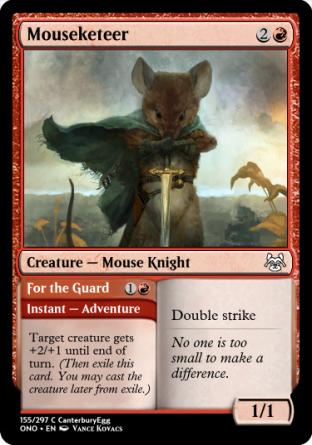 Mouseketeer 2
Creature — Mouse Knight
For the Guard 1
Instant — Adventure
Target creature gets
+2/+1 until end of
turn. (Then exile this
card. You may cast the
creature later from exile.)
Double strike
No one is too
small to make a
difference.
1/1
155/297 C CanterburyEgg
ONO • EN Vance Kovacs